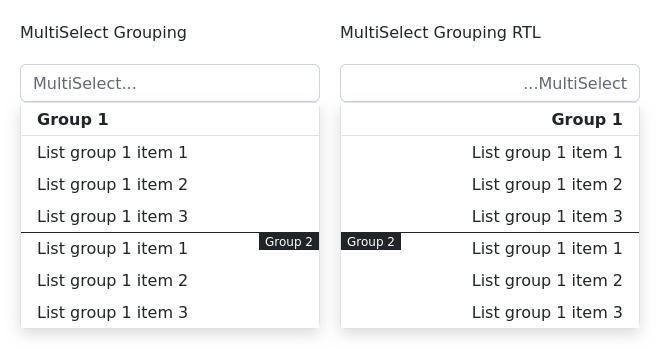 MultiSelect Grouping
MultiSelect...
Group 1
List group 1 item 1
List group 1 item 2
List group 1 item 3
Group 2
List group 1 item 1
List group 1 item 2
List group 1 item 3
MultiSelect Grouping RTL
...MultiSelect
Group 1
List group 1 item 1
List group 1 item 2
List group 1 item 3
Group 2
List group 1 item 1
List group 1 item 2
List group 1 item 3